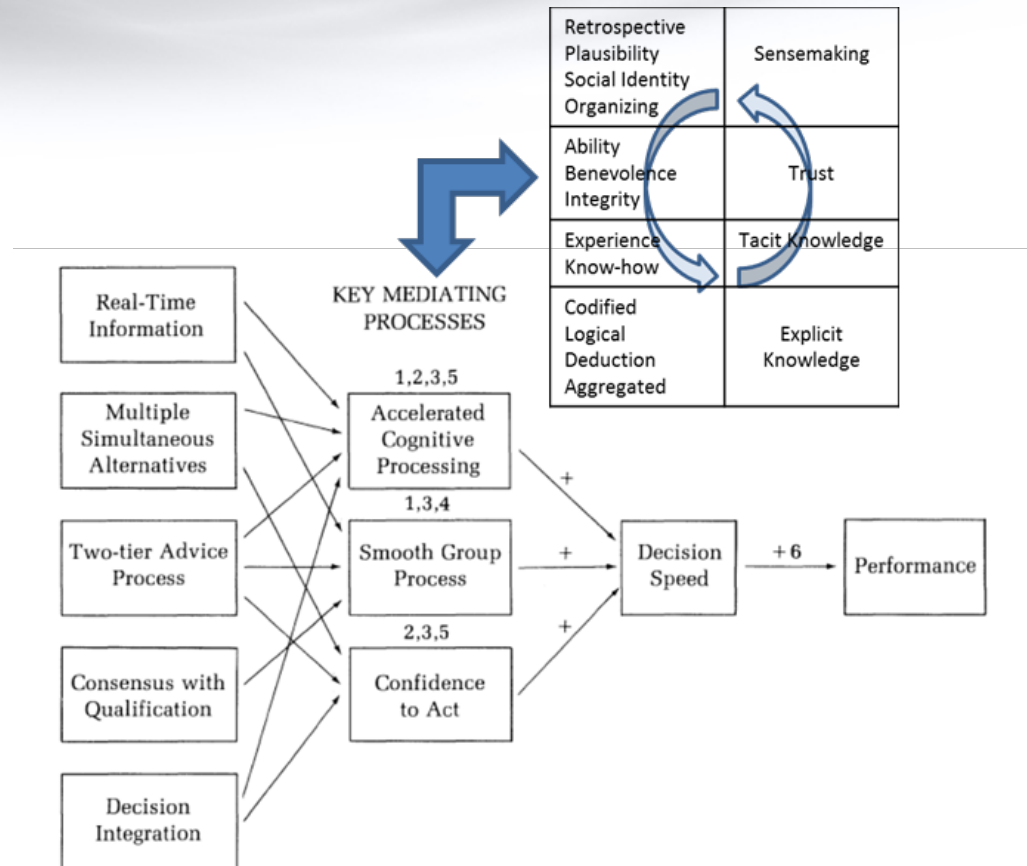 Retrospective
Plausibility
Social Identity
Organizing
Sensemaking
Ability
Benevolence
Integrity
Trust
Experience
Know-how
Tacit Knowledge
Codified
Logical
Deduction
Aggregated
Explicit
Knowledge
KEY MEDIATING
PROCESSES
Real-Time
Information
Multiple
Simultaneous
Alternatives
Two-tier Advice
Process
Consensus with
Qualification
Decision
Integration
1,2,3,5
Accelerated
Cognitive
Processing
1,3,4
Smooth Group
Process
2,3,5
Confidence
to Act
+
+
+
Decision
Speed
+6
Performance